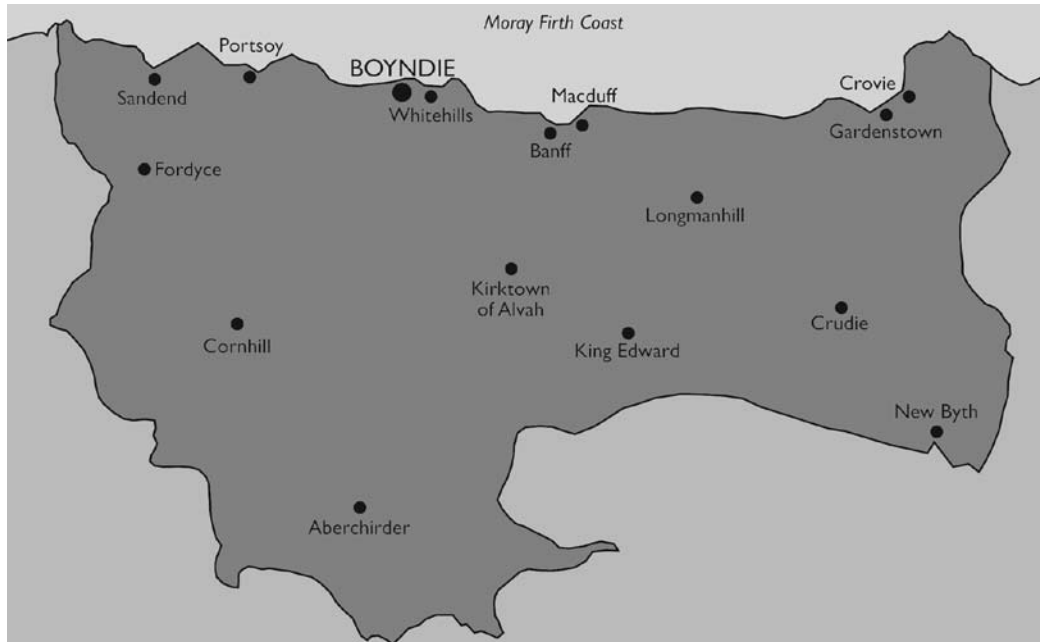 Moray Firth Coast
Portsoy
BOYNDIE
Sandend
Whitehills
Macduff
Crovie
Banff
Gardenstown
Fordyce
Longmanhill
Kirktown
of Alvah
Cornhill
King Edward
Crudie
New Byth
Aberchirder